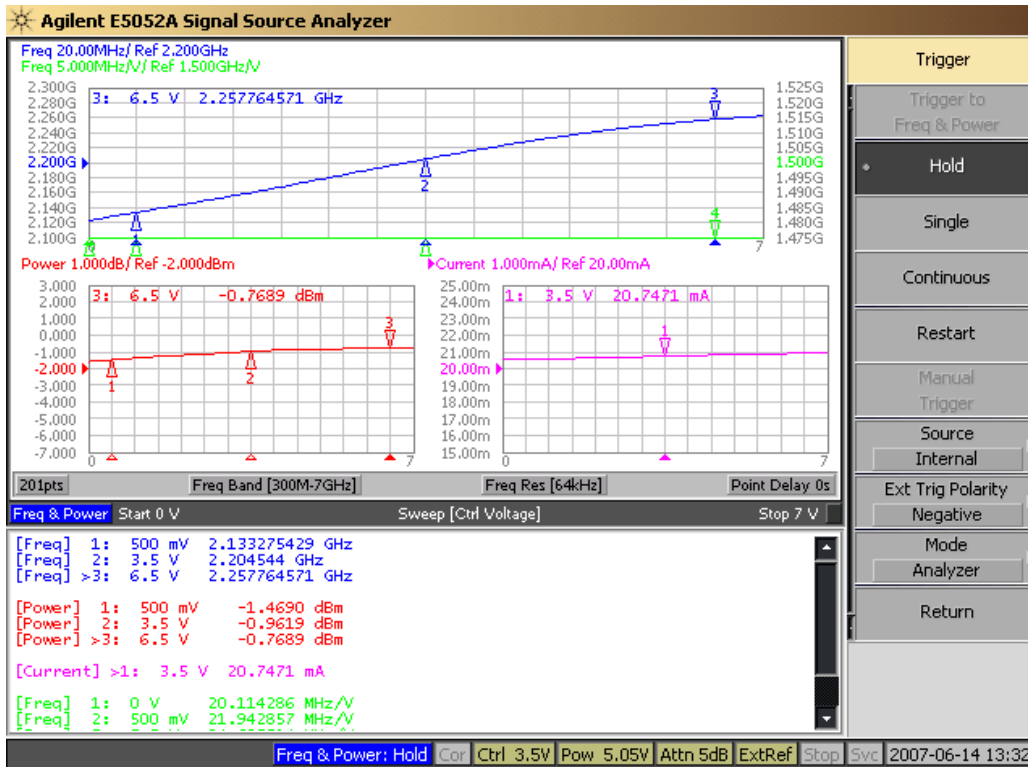 Agilent E5052A Signal Source Analyzer
Freq 20.00MHz/ Ref 2.200GHz
Freq 5.000MHz/V/ Ref 1.500GHz/V
2.300G
2.280G
2.260G
2.240G
2.220G
2.200G
2.180G
2.160G
2.140G
2.120G
2.100G
3: 6.5 V 2.257764571 GHz
1
2
3
4
7
1.525G
1.520G
1.515G
1.510G
1.505G
1.500G
1.495G
1.490G
1.485G
1.480G
1.475G
Power 1.000dB/ Ref -2.000dBm
3.000
2.000
1.000
0.000
-1.000
-2.000
-3.000
-4.000
-5.000
-6.000
-7.000
3: 6.5 V -0.7689 dBm
1
2
3
0
7
Current 1.000mA/ Ref 20.00mA
25.00m
24.00m
23.00m
22.00m
21.00m
20.00m
19.00m
18.00m
17.00m
16.00m
15.00m
1: 3.5 V 20.7471 mA
1
0
7
201pts Freq Band [300M-7GHz] Freq Res [64kHz] Point Delay 0s
Freq & Power Start 0 V Sweep [Ctrl Voltage] Stop 7 V
[Freq] 1: 500 mV 2.133275429 GHz
[Freq] 2: 3.5 V 2.204544 GHz
[Freq] >3: 6.5 V 2.257764571 GHz
[Power] 1: 500 mV -1.4690 dBm
[Power] 2: 3.5 V -0.9619 dBm
[Power] >3: 6.5 V -0.7689 dBm
[Current] >1: 3.5 V 20.7471 mA
[Freq] 1: 0 V 20.114286 MHz/V
[Freq] 2: 500 mV 21.942857 MHz/V
Trigger
Trigger to
Freq & Power
Hold
Single
Continuous
Restart
Manual
Trigger
Source
Internal
Ext Trig Polarity
Negative
Mode
Analyzer
Return
Freq & Power: Hold Cor Ctrl 3.5V Pow 5.05V Attn 5dB ExtRef Stop Svc 2007-06-14 13:32